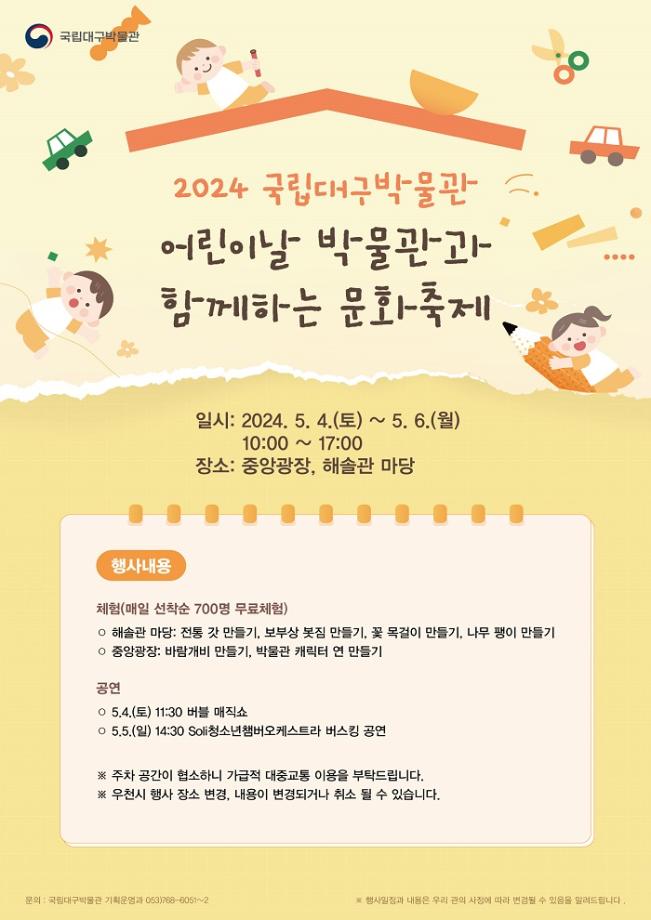 국립대구박물관
2024 국립대구박물관
어린이날 박물관과
함께하는 문화축제
일시: 2024. 5. 4.(토) ~ 5. 6.(월)
10:00 ~ 17:00
장소: 중앙광장, 해솔관 마당
행사내용
체험(매일 선착순 700명 무료체험)
○ 해솔관 마당: 전통 갓 만들기, 보부상 봇짐 만들기, 꽃 목걸이 만들기, 나무 팽이 만들기
○ 중앙광장: 바람개비 만들기, 박물관 캐릭터 연 만들기
공연
○ 5.4.(토) 11:30 버블 매직쇼
○ 5.5.(일) 14:30 Soli청소년챔버오케스트라 버스킹 공연
※ 주차 공간이 협소하니 가급적 대중교통 이용을 부탁드립니다.
※ 우천시 행사 장소 변경, 내용이 변경되거나 취소 될 수 있습니다.
문의 : 국립대구박물관 기획운영과 053)768-6051~2
※ 행사일정과 내용은 우리 관의 사정에 따라 변경될 수 있음을 알려드립니다.